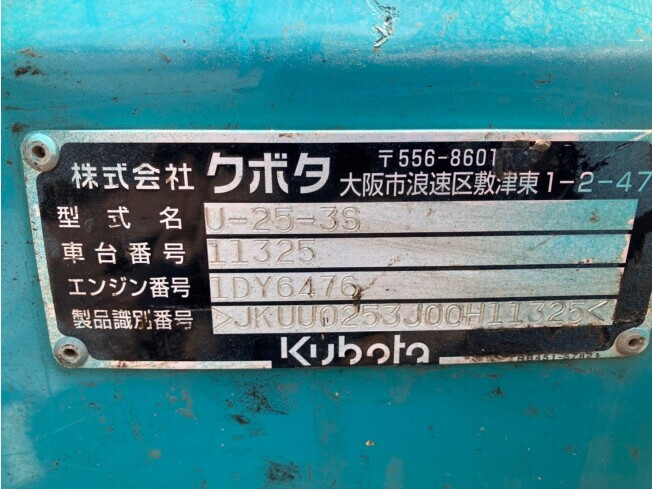 株式会社 クボタ 〒556-8601
大阪市浪速区敷津東1-2-47
型式名 U-25-3S
車台番号 11325
エンジン番号 1DY6476
製品識別番号 >JKUU0253J00H11325<
Kubota